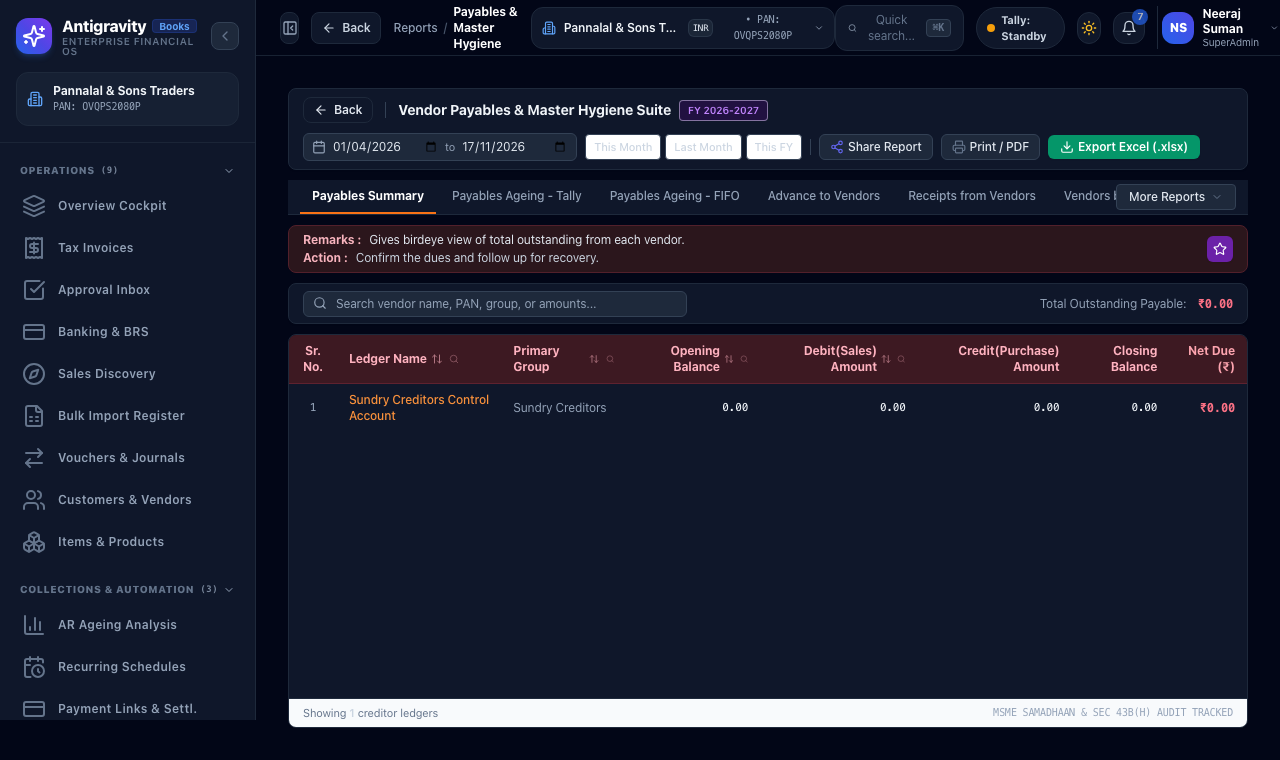 Antigravity Books
ENTERPRISE FINANCIAL OS
Pannalal & Sons Traders
PAN: OVQPS2080P
OPERATIONS (9)
Overview Cockpit
Tax Invoices
Approval Inbox
Banking & BRS
Sales Discovery
Bulk Import Register
Vouchers & Journals
Customers & Vendors
Items & Products
COLLECTIONS & AUTOMATION (3)
AR Ageing Analysis
Recurring Schedules
Payment Links & Settl.
Back
Reports / Payables & Master Hygiene
Pannalal & Sons T... INR • PAN: OVQPS2080P
Quick search... ⌘K
Tally: Standby
7
NS
Neeraj Suman
SuperAdmin
Back
Vendor Payables & Master Hygiene Suite
FY 2026-2027
01/04/2026 to 17/11/2026
This Month
Last Month
This FY
Share Report
Print / PDF
Export Excel (.xlsx)
Payables Summary
Payables Ageing - Tally
Payables Ageing - FIFO
Advance to Vendors
Receipts from Vendors
Vendors
More Reports
Remarks : Gives birdeye view of total outstanding from each vendor.
Action : Confirm the dues and follow up for recovery.
Search vendor name, PAN, group, or amounts...
Total Outstanding Payable: ₹0.00
Sr. No.
Ledger Name
Primary Group
Opening Balance
Debit(Sales) Amount
Credit(Purchase) Amount
Closing Balance
Net Due (₹)
1 Sundry Creditors Control Account Sundry Creditors 0.00 0.00 0.00 0.00 ₹0.00
Showing 1 creditor ledgers
MSME SAMADHAAN & SEC 43B(H) AUDIT TRACKED